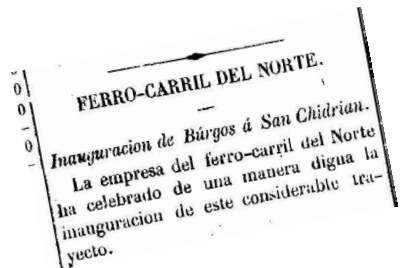 FERRO-CARRIL DEL NORTE.
Inauguracion de Búrgos á San Chidrian.
La empresa del ferro-carril del Norte
ha celebrado de una manera digua la
inauguracion de este considerable tra-
yecto.